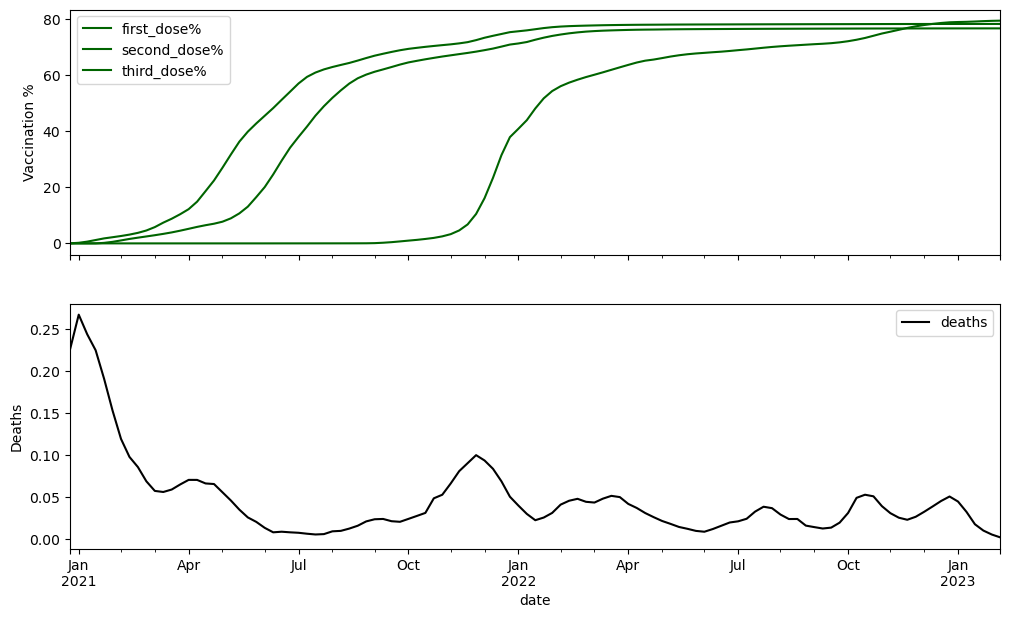 first_dose%
second_dose%
third_dose%
Vaccination %
80
60
40
20
0
deaths
Deaths
0.25
0.20
0.15
0.10
0.05
0.00
Jan Apr Jul Oct Jan Apr Jul Oct Jan
2021 2022 2023
date